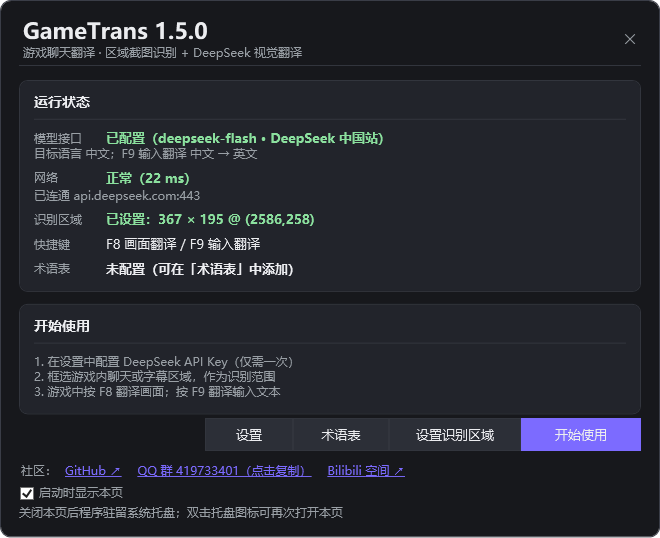 GameTrans 1.5.0
游戏聊天翻译 · 区域截图识别 + DeepSeek 视觉翻译
运行状态
模型接口 已配置（deepseek-flash • DeepSeek 中国站）
目标语言 中文；F9 输入翻译 中文 → 英文
网络 正常（22 ms）
已连通 api.deepseek.com:443
识别区域 已设置：367 × 195 @ (2586,258)
快捷键 F8 画面翻译 / F9 输入翻译
术语表 未配置（可在「术语表」中添加）
开始使用
1. 在设置中配置 DeepSeek API Key（仅需一次）
2. 框选游戏内聊天或字幕区域，作为识别范围
3. 游戏中按 F8 翻译画面；按 F9 翻译输入文本
设置 术语表 设置识别区域 开始使用
社区： GitHub ↗ QQ 群 419733401（点击复制） Bilibili 空间 ↗
启动时显示本页
关闭本页后程序驻留系统托盘；双击托盘图标可再次打开本页